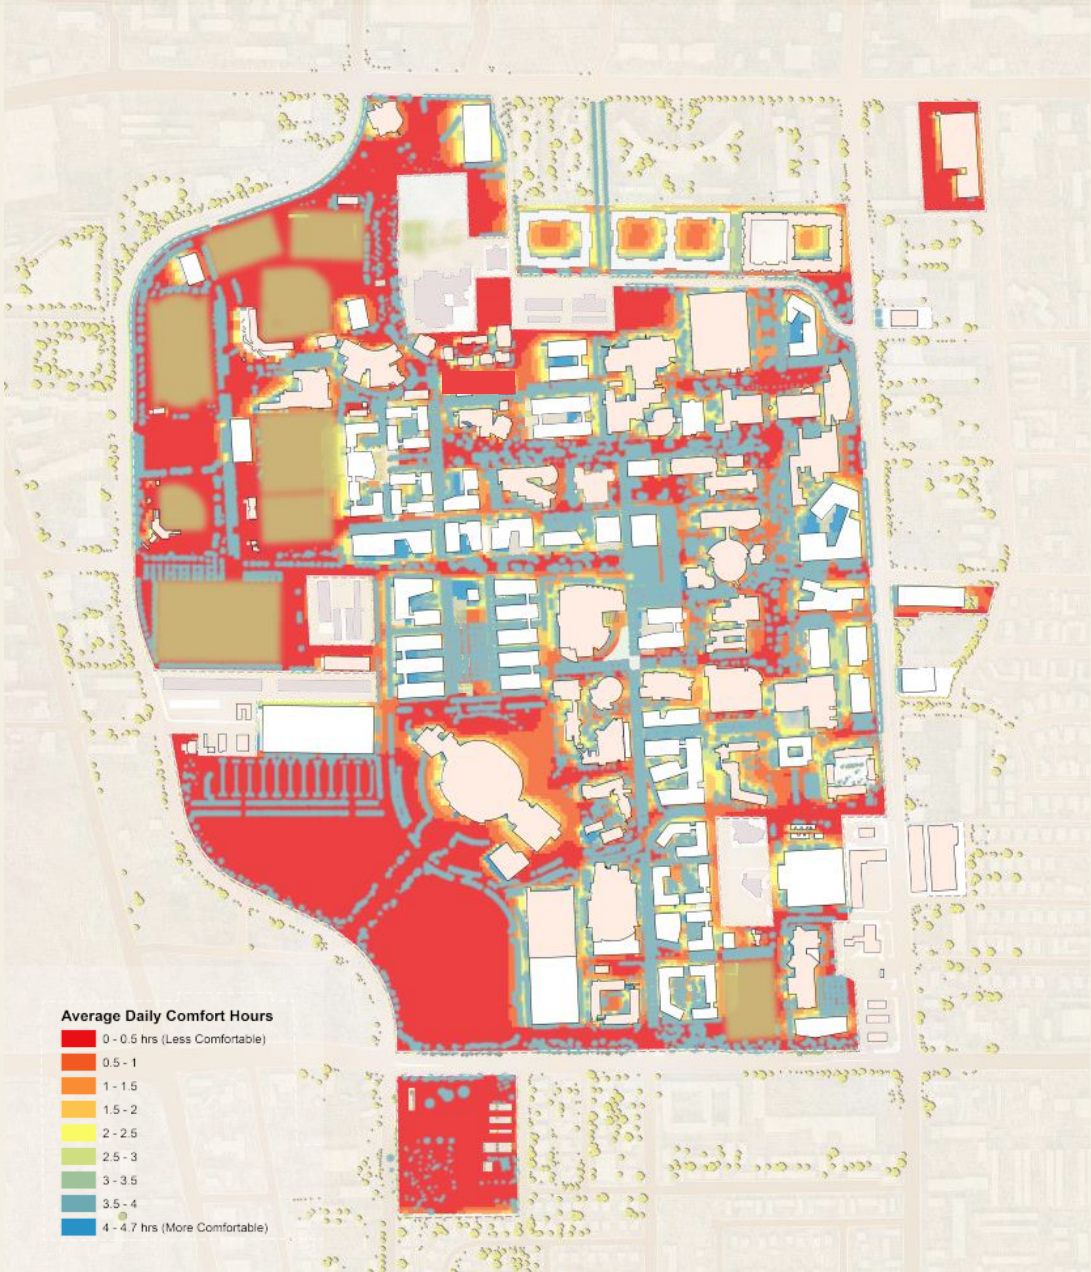 Average Daily Comfort Hours
0 - 0.5 hrs (Less Comfortable)
0.5 - 1
1 - 1.5
1.5 - 2
2 - 2.5
2.5 - 3
3 - 3.5
3.5 - 4
4 - 4.7 hrs (More Comfortable)